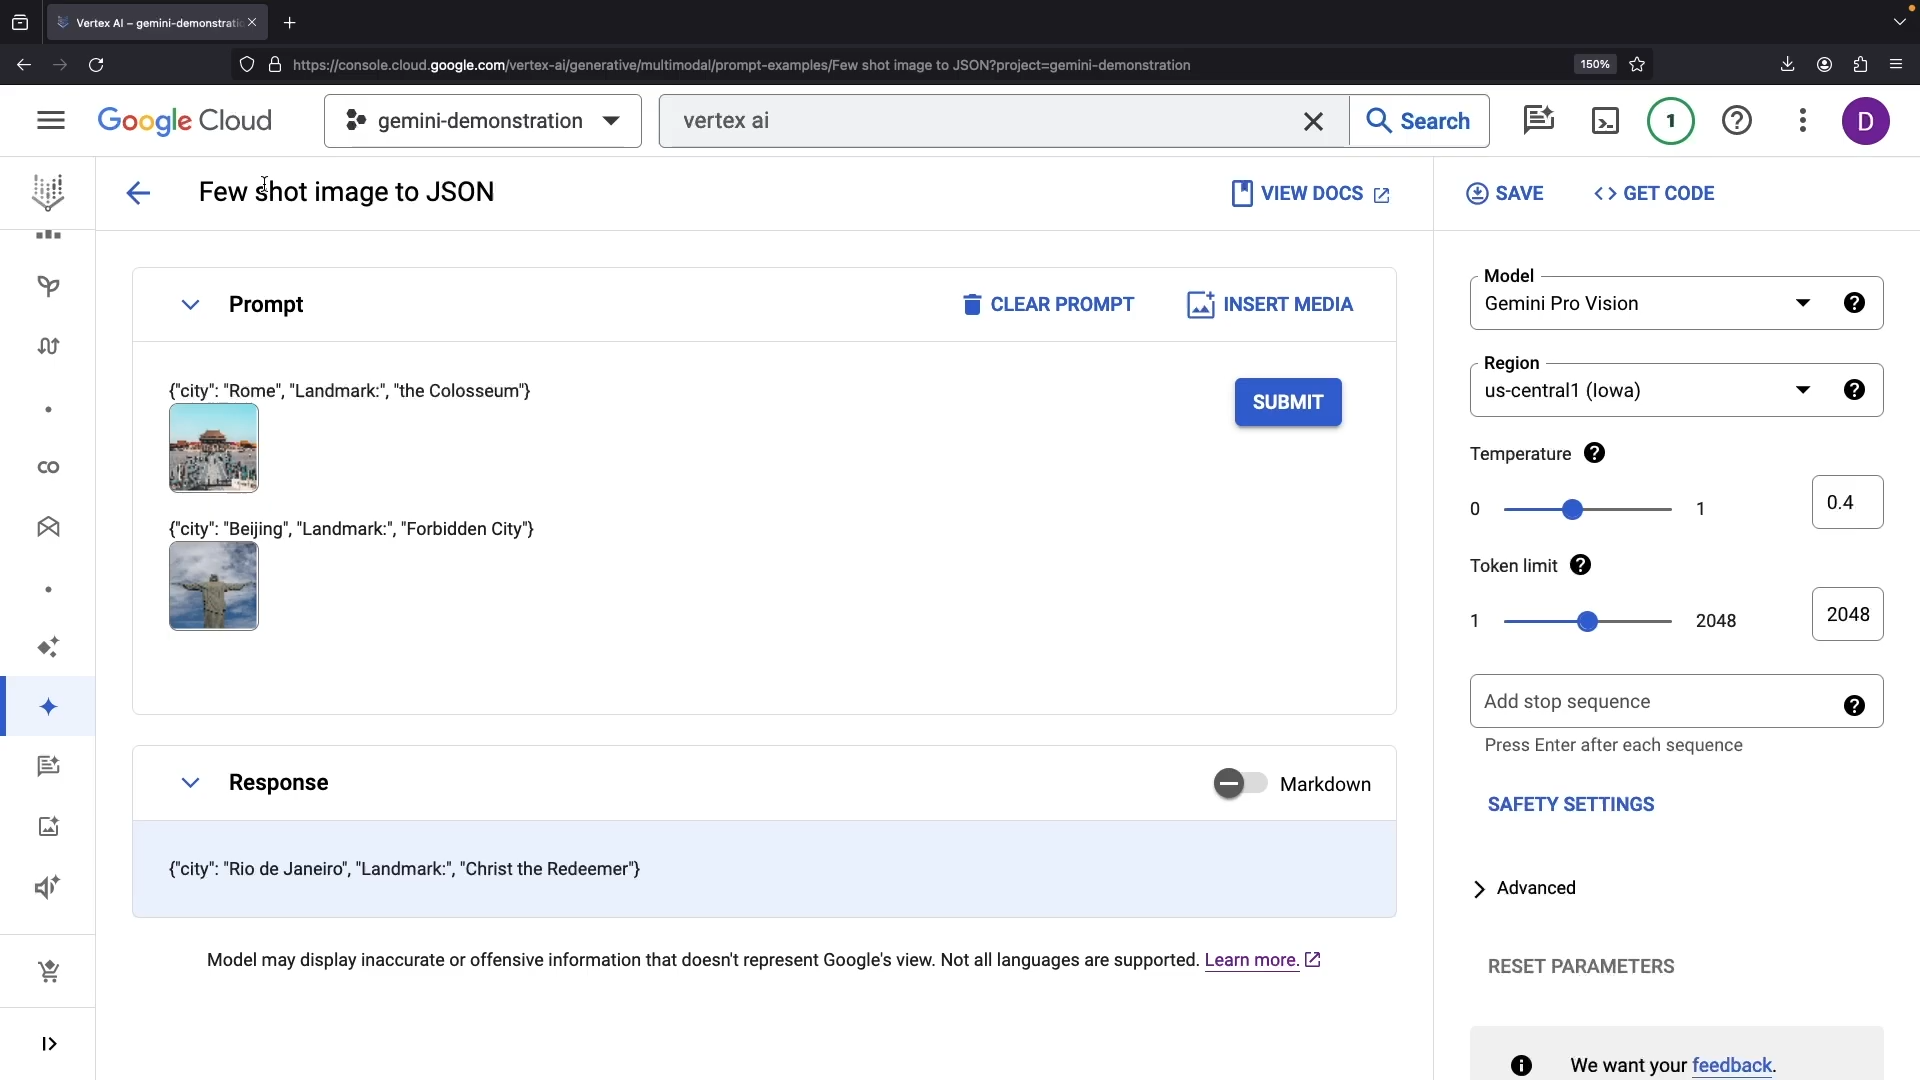 Vertex AI – gemini-demonstratio
https://console.cloud.google.com/vertex-ai/generative/multimodal/prompt-examples/Few shot image to JSON?project=gemini-demonstration
150%
Google Cloud
gemini-demonstration
vertex ai
Search
1
D
Few shot image to JSON
VIEW DOCS
SAVE
GET CODE
Prompt
CLEAR PROMPT
INSERT MEDIA
{"city": "Rome", "Landmark:", "the Colosseum"}
SUBMIT
{"city": "Beijing", "Landmark:", "Forbidden City"}
Response
Markdown
{"city": "Rio de Janeiro", "Landmark:", "Christ the Redeemer"}
Model may display inaccurate or offensive information that doesn't represent Google's view. Not all languages are supported. Learn more.
Model
Gemini Pro Vision
Region
us-central1 (Iowa)
Temperature
0
1
0.4
Token limit
1
2048
2048
Add stop sequence
Press Enter after each sequence
SAFETY SETTINGS
Advanced
RESET PARAMETERS
We want your feedback.